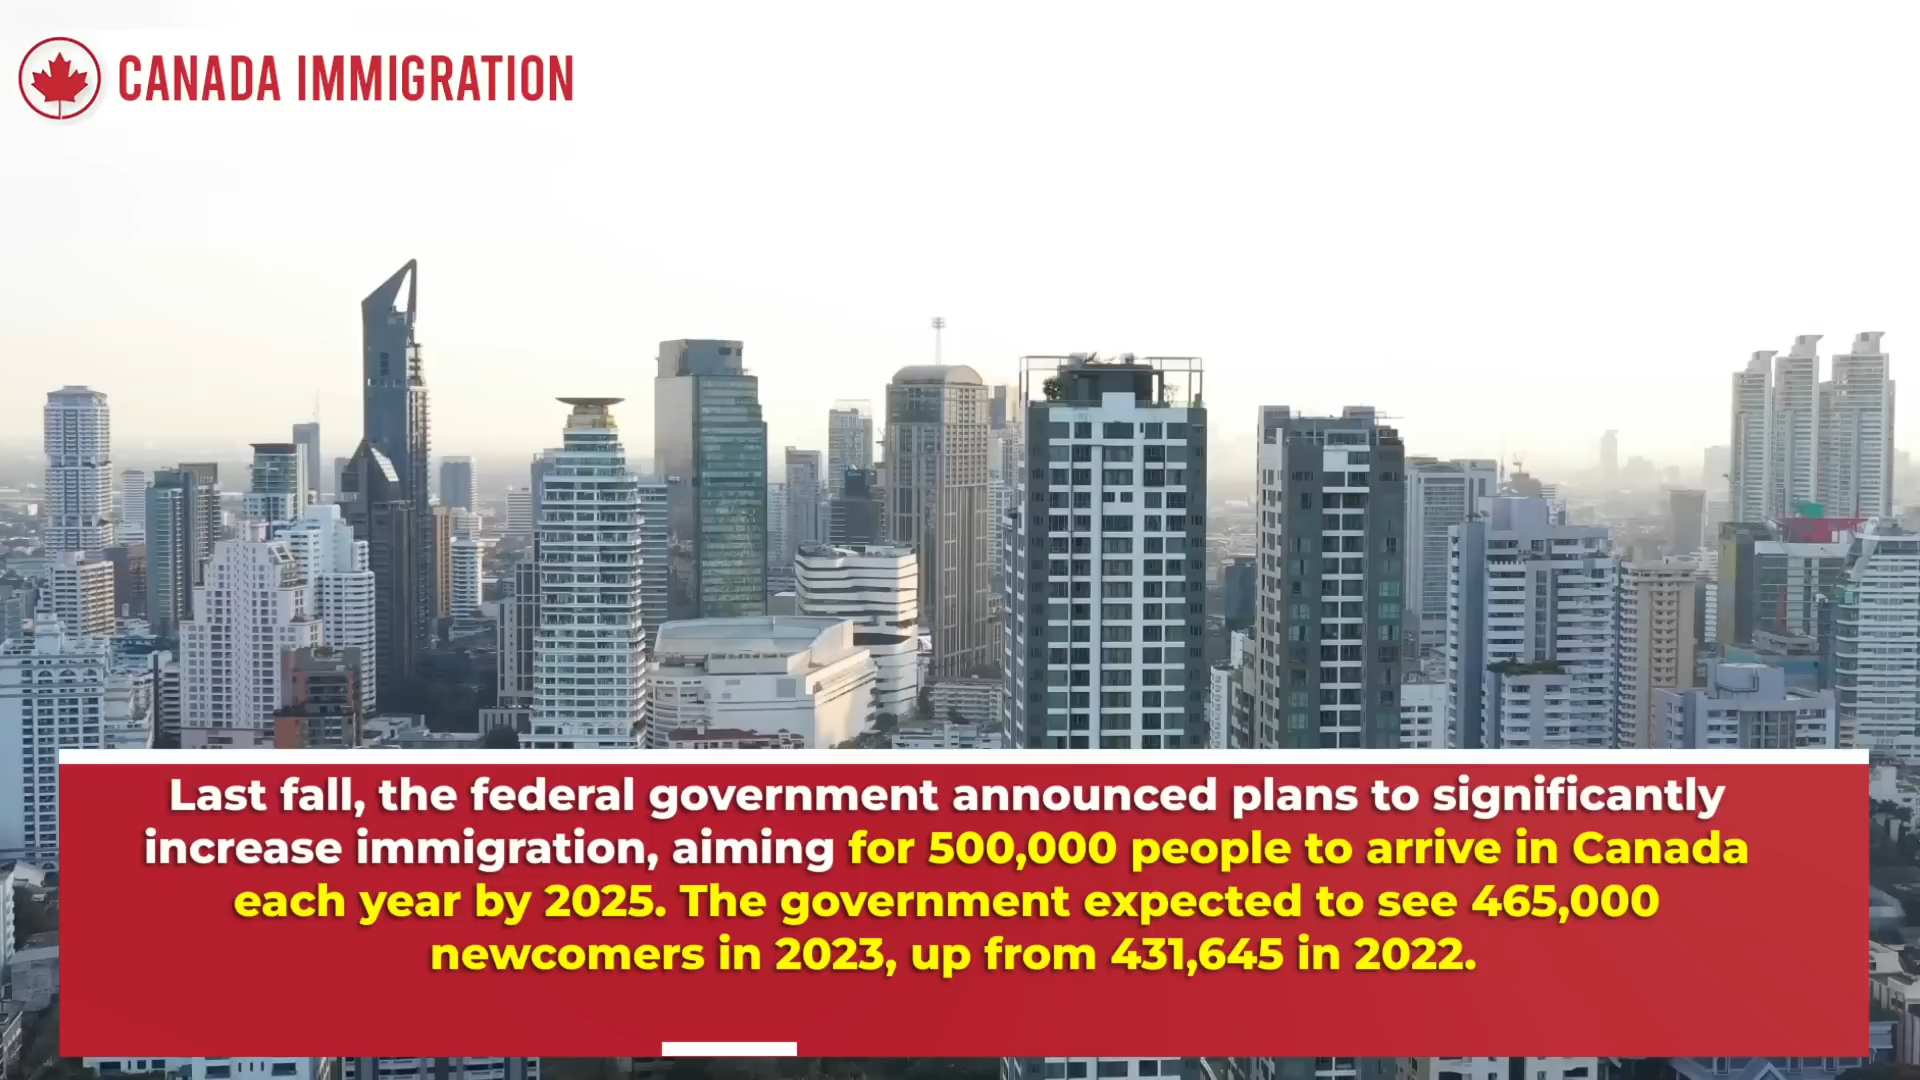 CANADA IMMIGRATION
Last fall, the federal government announced plans to significantly
increase immigration, aiming for 500,000 people to arrive in Canada
each year by 2025. The government expected to see 465,000
newcomers in 2023, up from 431,645 in 2022.